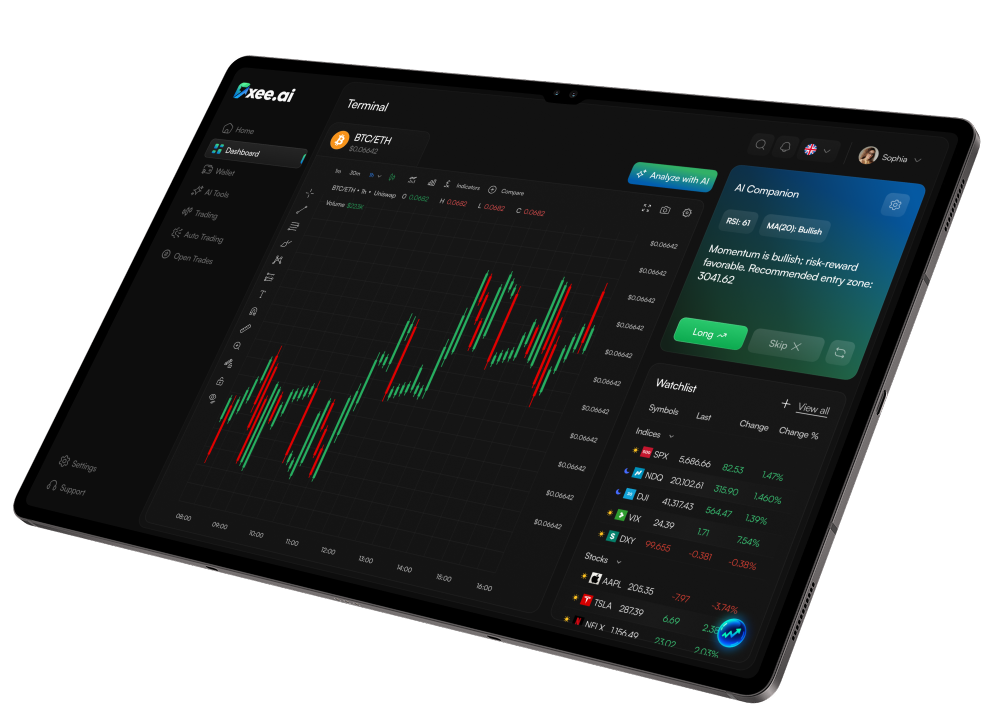 Exee.ai
Home
Dashboard
Wallet
AI Tools
Trading
Auto Trading
Open Trades
Settings
Support
Terminal
BTC/ETH
$0.06642
Sophia
1m 30m 1h Indicators Compare
Analyze with AI
BTC/ETH • 1h • Uniswap O 0.0682 H 0.0682 L 0.0682 C 0.0682
Volume
$0.06642
$0.06642
$0.06642
$0.06642
$0.06642
$0.06642
$0.06642
$0.06642
$0.06642
$0.06642
$0.06642
08:00 09:00 10:00 11:00 12:00 13:00 14:00 15:00 16:00
AI Companion
RSI: 61 MA(20): Bullish
Momentum is bullish; risk-reward
favorable. Recommended entry zone:
3041.62
Long Skip
Watchlist
+ View all
Symbols Last Change Change %
Indices
SPX 5,686.66 82.53 1.47%
NDQ 20,102.61 315.90 1.460%
DJI 41,317.43 564.47 1.39%
VIX 24.39 1.71 7.54%
DXY 99.655 -0.381 -0.38%
Stocks
AAPL 205.35 -7.97 -3.74%
TSLA 287.39 6.69
NFLX 1,156.49 23.02 2.03%